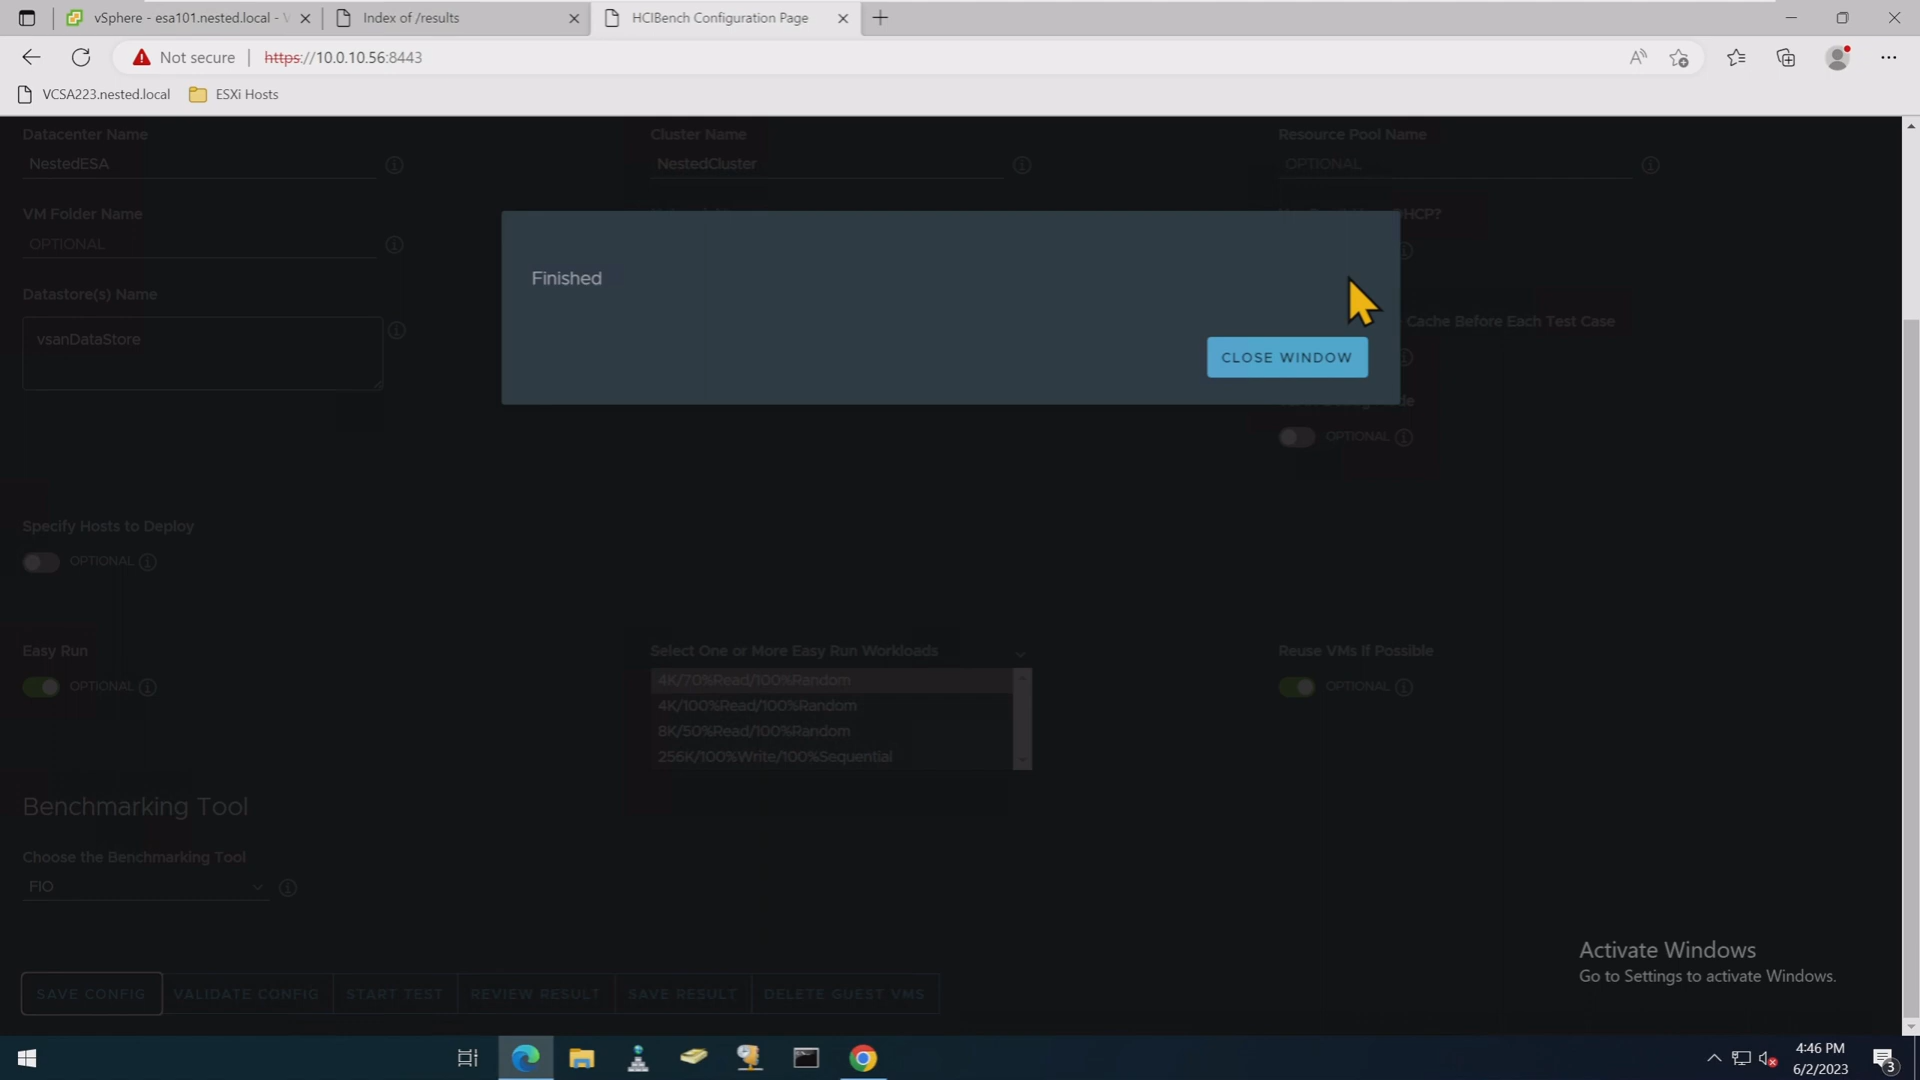 vSphere - esa101.nested.local - V
Index of /results
HCIBench Configuration Page
Not secure
https://10.0.10.56:8443
VCSA223.nested.local
ESXi Hosts
Datacenter Name
Cluster Name
Resource Pool Name
NestedESA
NestedCluster
OPTIONAL
VM Folder Name
DHCP?
OPTIONAL
Finished
Datastore(s) Name
Cache Before Each Test Case
vsanDataStore
CLOSE WINDOW
OPTIONAL
Specify Hosts to Deploy
OPTIONAL
Easy Run
Select One or More Easy Run Workloads
Reuse VMs If Possible
OPTIONAL
4K/70%Read/100%Random
OPTIONAL
4K/100%Read/100%Random
8K/50%Read/100%Random
256K/100%Write/100%Sequential
Benchmarking Tool
Choose the Benchmarking Tool
FIO
Activate Windows
Go to Settings to activate Windows.
SAVE CONFIG
VALIDATE CONFIG
START TEST
REVIEW RESULT
SAVE RESULT
DELETE GUEST VMS
4:46 PM
6/2/2023
3